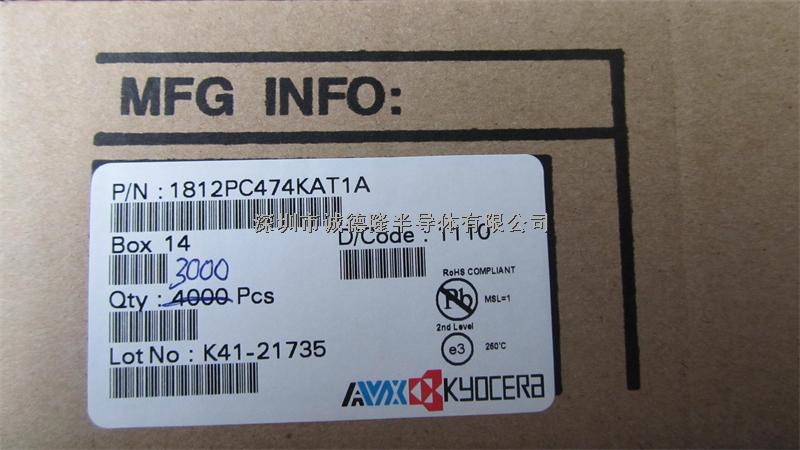 MFG INFO:
P/N : 1812PC474KAT1A
深圳市诚德隆半导体有限公司
Box 14
D/Code : 1110
3000
Qty : 4000 Pcs
RoHS COMPLIANT
Pb
MSL=1
2nd Level
e3
260°C
Lot No : K41-21735
AVX KYOCERA